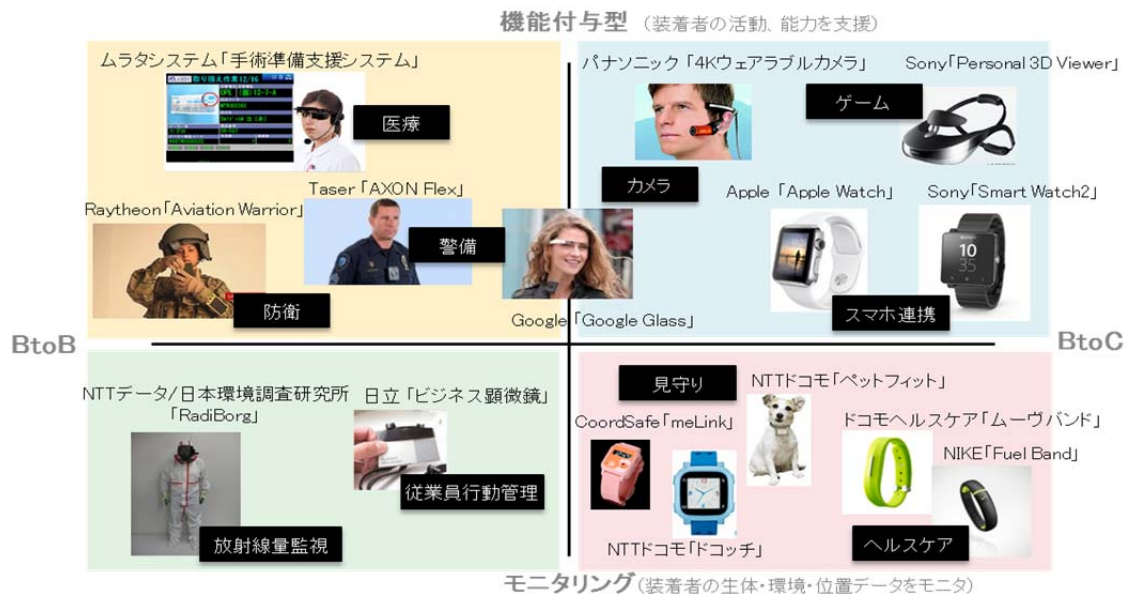 機能付与型 (装着者の活動、能力を支援)
ムラタシステム「手術準備支援システム」
医療
Taser「AXON Flex」
Raytheon「Aviation Warrior」
警備
防衛
パナソニック「4Kウェアラブルカメラ」
Sony「Personal 3D Viewer」
ゲーム
カメラ
Apple「Apple Watch」
Sony「Smart Watch2」
10
35
スマホ連携
Google「Google Glass」
BtoB
BtoC
NTTデータ/日本環境調査研究所
「RadiBorg」
日立「ビジネス顕微鏡」
従業員行動管理
放射線量監視
見守り
NTTドコモ「ペットフィット」
CoordSafe「meLink」
ドコモヘルスケア「ムーヴバンド」
NIKE「Fuel Band」
NTTドコモ「ドコッチ」
ヘルスケア
モニタリング(装着者の生体・環境・位置データをモニタ)